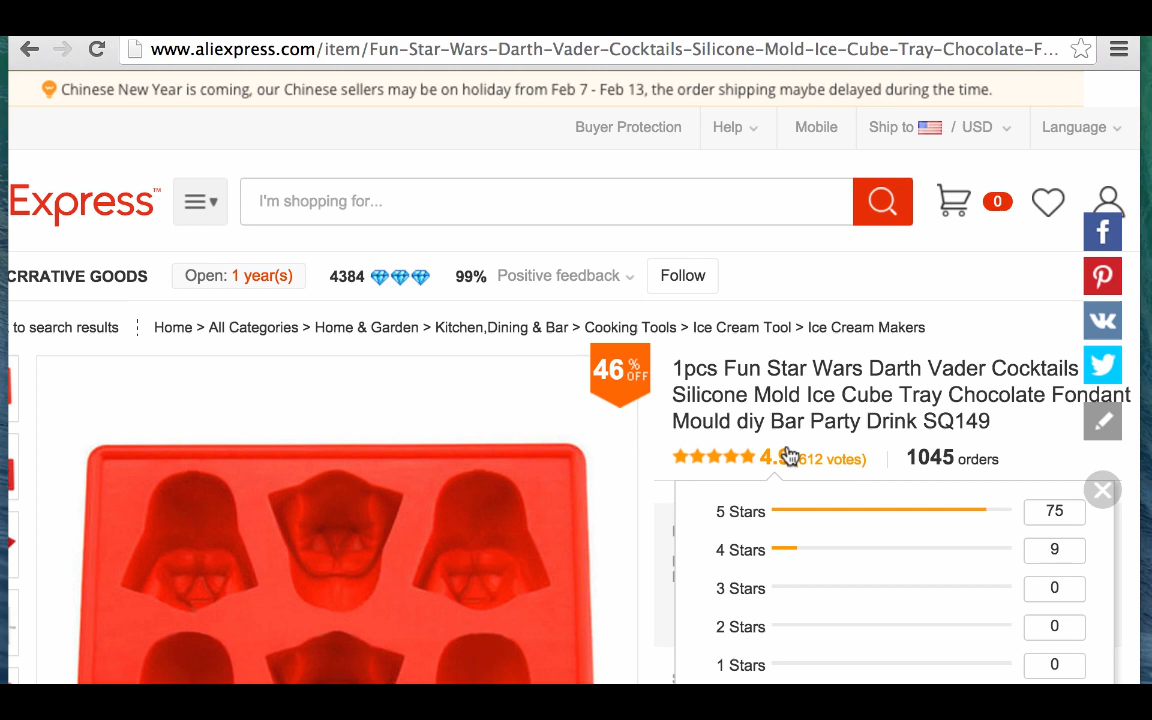 www.aliexpress.com/item/Fun-Star-Wars-Darth-Vader-Cocktails-Silicone-Mold-Ice-Cube-Tray-Chocolate-F...
Chinese New Year is coming, our Chinese sellers may be on holiday from Feb 7 - Feb 13, the order shipping maybe delayed during the time.
Buyer Protection Help Mobile Ship to / USD Language
Express™ I'm shopping for... 0
CRRATIVE GOODS Open: 1 year(s) 4384 99% Positive feedback Follow
to search results Home > All Categories > Home & Garden > Kitchen,Dining & Bar > Cooking Tools > Ice Cream Tool > Ice Cream Makers
46 % OFF
1pcs Fun Star Wars Darth Vader Cocktails
Silicone Mold Ice Cube Tray Chocolate Fondant
Mould diy Bar Party Drink SQ149
612 votes) 1045 orders
5 Stars 75
4 Stars 9
3 Stars 0
2 Stars 0
1 Stars 0